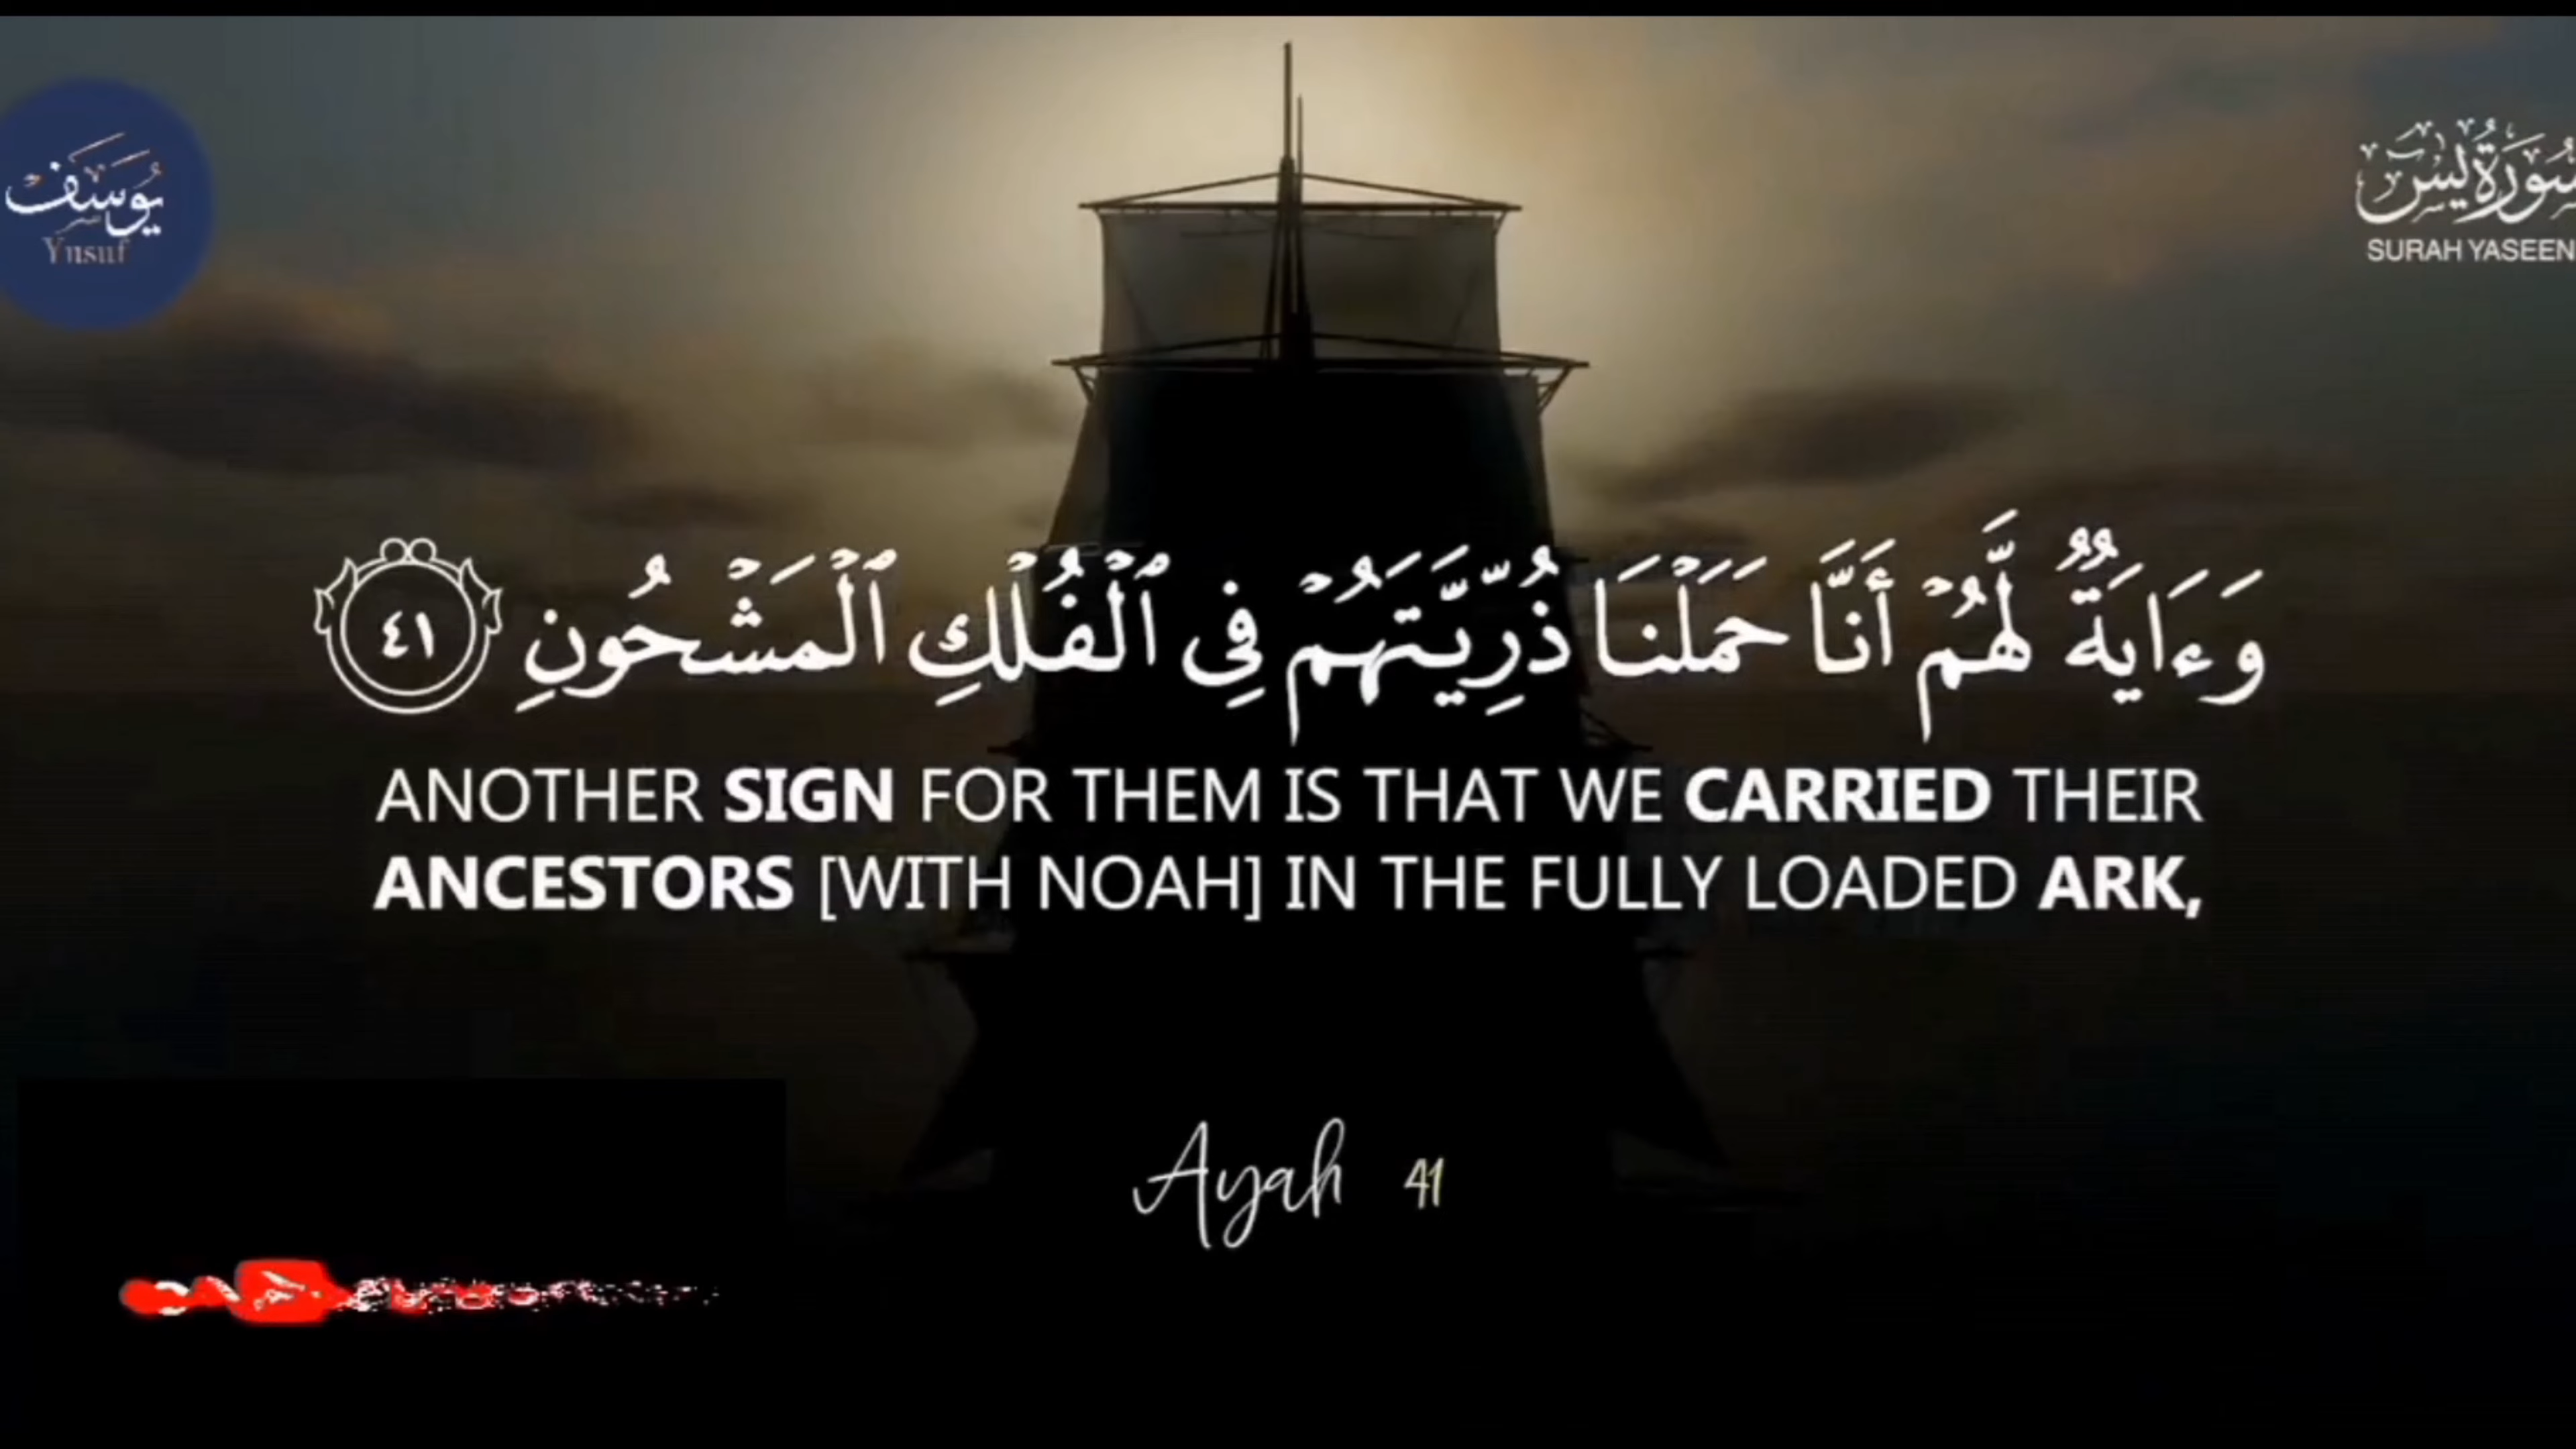 يُوسَف
Yusuf
سُورَةُ يسٓ
SURAH YASEEN
وَءَايَةٌ لَّهُمْ أَنَّا حَمَلْنَا ذُرِّيَّتَهُمْ فِى ٱلْفُلْكِ ٱلْمَشْحُونِ ٤١
ANOTHER SIGN FOR THEM IS THAT WE CARRIED THEIR
ANCESTORS [WITH NOAH] IN THE FULLY LOADED ARK,
Ayah 41